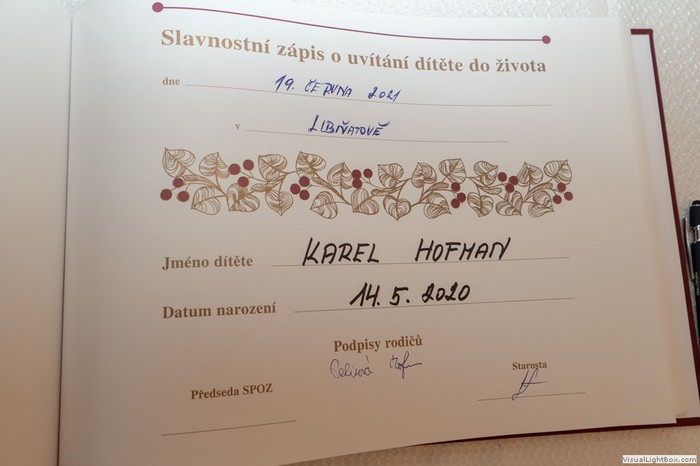 Slavnostní zápis o uvítání dítěte do života
dne 19. ČERVNA 2021
v LIBŇATOVĚ
Jméno dítěte KAREL HOFMAN
Datum narození 14. 5. 2020
Podpisy rodičů
Předseda SPOZ
Starosta
VisualLightBox.com